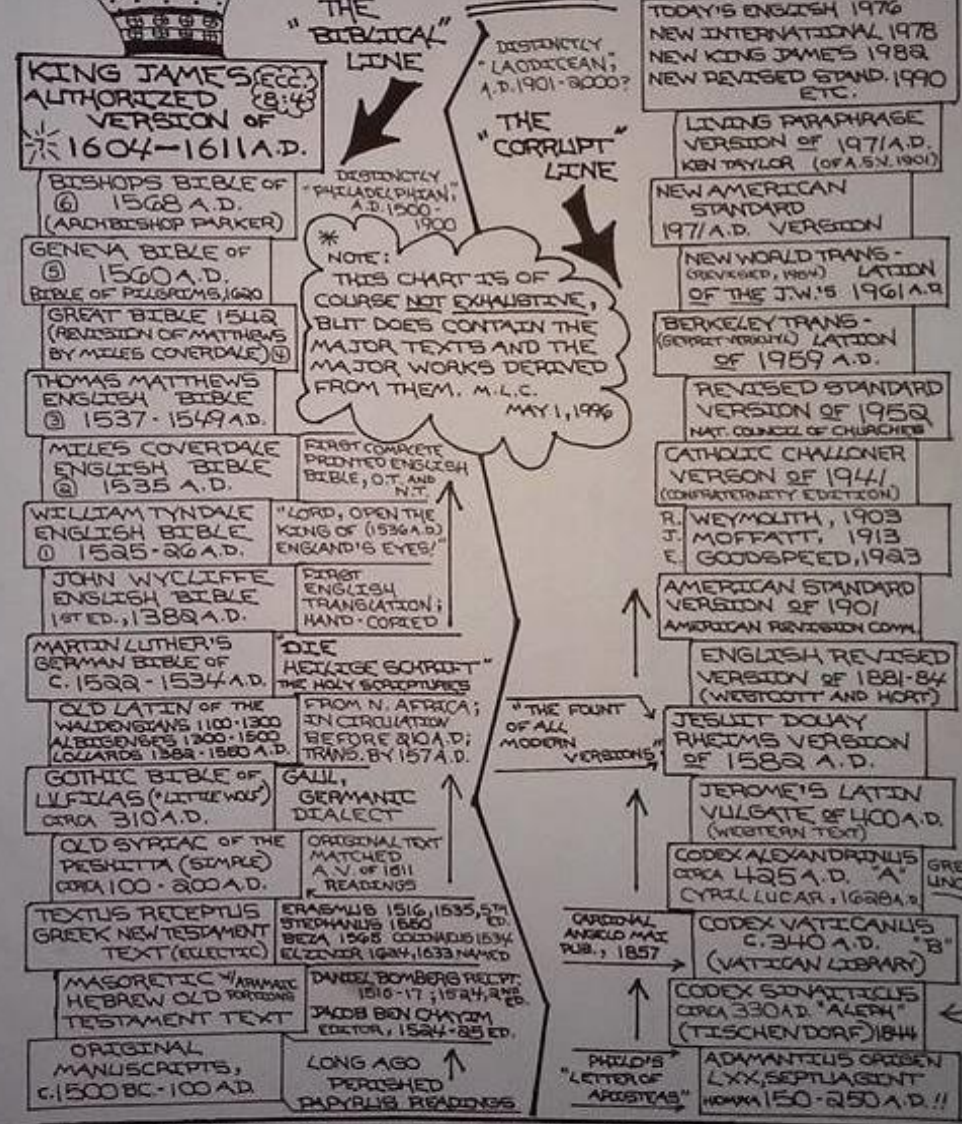 THE
"BIBLICAL"
LINE
KING JAMES
AUTHORIZED
VERSION OF
1604-1611 A.D.
ECC.
8:4
7
DISTINCTLY
"PHILADELPHIAN,"
A.D. 1500-
1900
BISHOPS BIBLE OF
⑥ 1568 A.D.
(ARCHBISHOP PARKER)
GENEVA BIBLE OF
⑤ 1560 A.D.
BIBLE OF PILGRIMS, 1620
GREAT BIBLE 1542
(REVISION OF MATTHEWS
BY MILES COVERDALE) ④
THOMAS MATTHEWS
ENGLISH BIBLE
③ 1537-1549 A.D.
MILES COVERDALE
ENGLISH BIBLE
② 1535 A.D.
FIRST COMPLETE
PRINTED ENGLISH
BIBLE, O.T. AND
N.T.
WILLIAM TYNDALE
ENGLISH BIBLE
① 1525-26 A.D.
"LORD, OPEN THE
KING OF (1536 A.D.)
ENGLAND'S EYES!"
JOHN WYCLIFFE
ENGLISH BIBLE
1ST ED., 1382 A.D.
FIRST
ENGLISH
TRANSLATION;
HAND-COPIED
MARTIN LUTHER'S
GERMAN BIBLE OF
C. 1522-1534 A.D.
"DIE
HEILIGE SCHRIFT"
THE HOLY SCRIPTURES
OLD LATIN OF THE
WALDENSIANS 1100-1300
ALBIGENSES 1200-1500
LOLLARDS 1382-1550 A.D.
FROM N. AFRICA;
IN CIRCULATION
BEFORE 210 A.D;
TRANS. BY 157 A.D.
GOTHIC BIBLE OF
ULFILAS ("LITTLE WOLF")
CIRCA 310 A.D.
GAUL,
GERMANIC
DIALECT
OLD SYRIAC OF THE
PESHITTA (SIMPLE)
CIRCA 100-200 A.D.
ORIGINAL TEXT
MATCHED
A.V. OF 1611
READINGS
TEXTUS RECEPTUS
GREEK NEW TESTAMENT
TEXT (ELECTIC)
ERASMUS 1516, 1535, 5TH ED.
STEPHANUS 1550
BEZA 1565 COLINAEUS 1534
ELZIVIR 1624, 1633 NAMED
MASORETIC W/ARAMAIC
HEBREW OLD PORTIONS
TESTAMENT TEXT
DANIEL BOMBERG RECPT.
1516-17; 1524, 2ND ED.
JACOB BEN CHAYIM
EDITOR, 1524-25 ED.
ORIGINAL
MANUSCRIPTS,
C. 1500 BC - 100 A.D.
LONG AGO
PERISHED
PAPYRUS READINGS
*
NOTE:
THIS CHART IS OF
COURSE NOT EXHAUSTIVE,
BUT DOES CONTAIN THE
MAJOR TEXTS AND THE
MAJOR WORKS DERIVED
FROM THEM. M.L.C.
MAY 1, 1996
DISTINCTLY
"LAODICEAN,"
A.D. 1901-2000?
"THE
CORRUPT"
LINE
TODAY'S ENGLISH 1976
NEW INTERNATIONAL 1978
NEW KING JAMES 1982
NEW REVISED STAND. 1990
ETC.
LIVING PARAPHRASE
VERSION OF 1971 A.D.
KEN TAYLOR (OF A.S.V. 1901)
NEW AMERICAN
STANDARD
1971 A.D. VERSION
NEW WORLD TRANS-
(REVISED, 1984) LATION
OF THE J.W.'S 1961 A.D.
BERKELEY TRANS-
(GERRIT VERKUYL) LATION
OF 1959 A.D.
REVISED STANDARD
VERSION OF 1952
NAT. COUNCIL OF CHURCHES
CATHOLIC CHALLONER
VERSON OF 1941
(CONFRATERNITY EDITION)
R. WEYMOUTH, 1903
J. MOFFATT, 1913
E. GOODSPEED, 1923
AMERICAN STANDARD
VERSION OF 1901
AMERICAN REVISION COMM.
ENGLISH REVISED
VERSION OF 1881-84
(WESTCOTT AND HORT)
"THE FOUNT
OF ALL
MODERN
VERSIONS"
JESUIT DOUAY
RHEIMS VERSION
OF 1582 A.D.
JEROME'S LATIN
VULGATE OF 400 A.D.
(WESTERN TEXT)
CODEX ALEXANDRINUS
CIRCA 425 A.D. "A"
CYRIL LUCAR, 1628 A.D.
GRE
UNC
CARDINAL
ANGELO MAI
PUB., 1857
CODEX VATICANUS
C. 340 A.D. "B"
(VATICAN LIBRARY)
CODEX SINAITICUS
CIRCA 330 A.D. "ALEPH"
(TISCHENDORF) 1844
PHILO'S
"LETTER OF
ARISTEAS"
ADAMANTIUS ORIGEN
LXX, SEPTUAGINT
150-250 A.D.!!